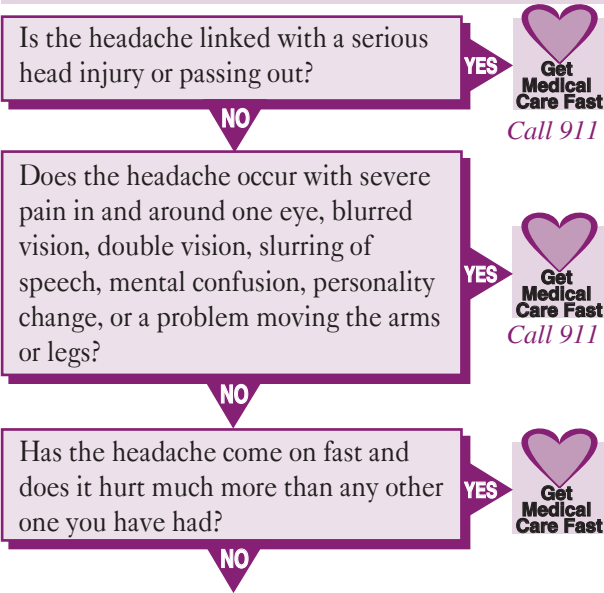 Is the headache linked with a serious
head injury or passing out?
YES
Get
Medical
Care Fast
Call 911
NO
Does the headache occur with severe
pain in and around one eye, blurred
vision, double vision, slurring of
speech, mental confusion, personality
change, or a problem moving the arms
or legs?
YES
Get
Medical
Care Fast
Call 911
NO
Has the headache come on fast and
does it hurt much more than any other
one you have had?
YES
Get
Medical
Care Fast
NO